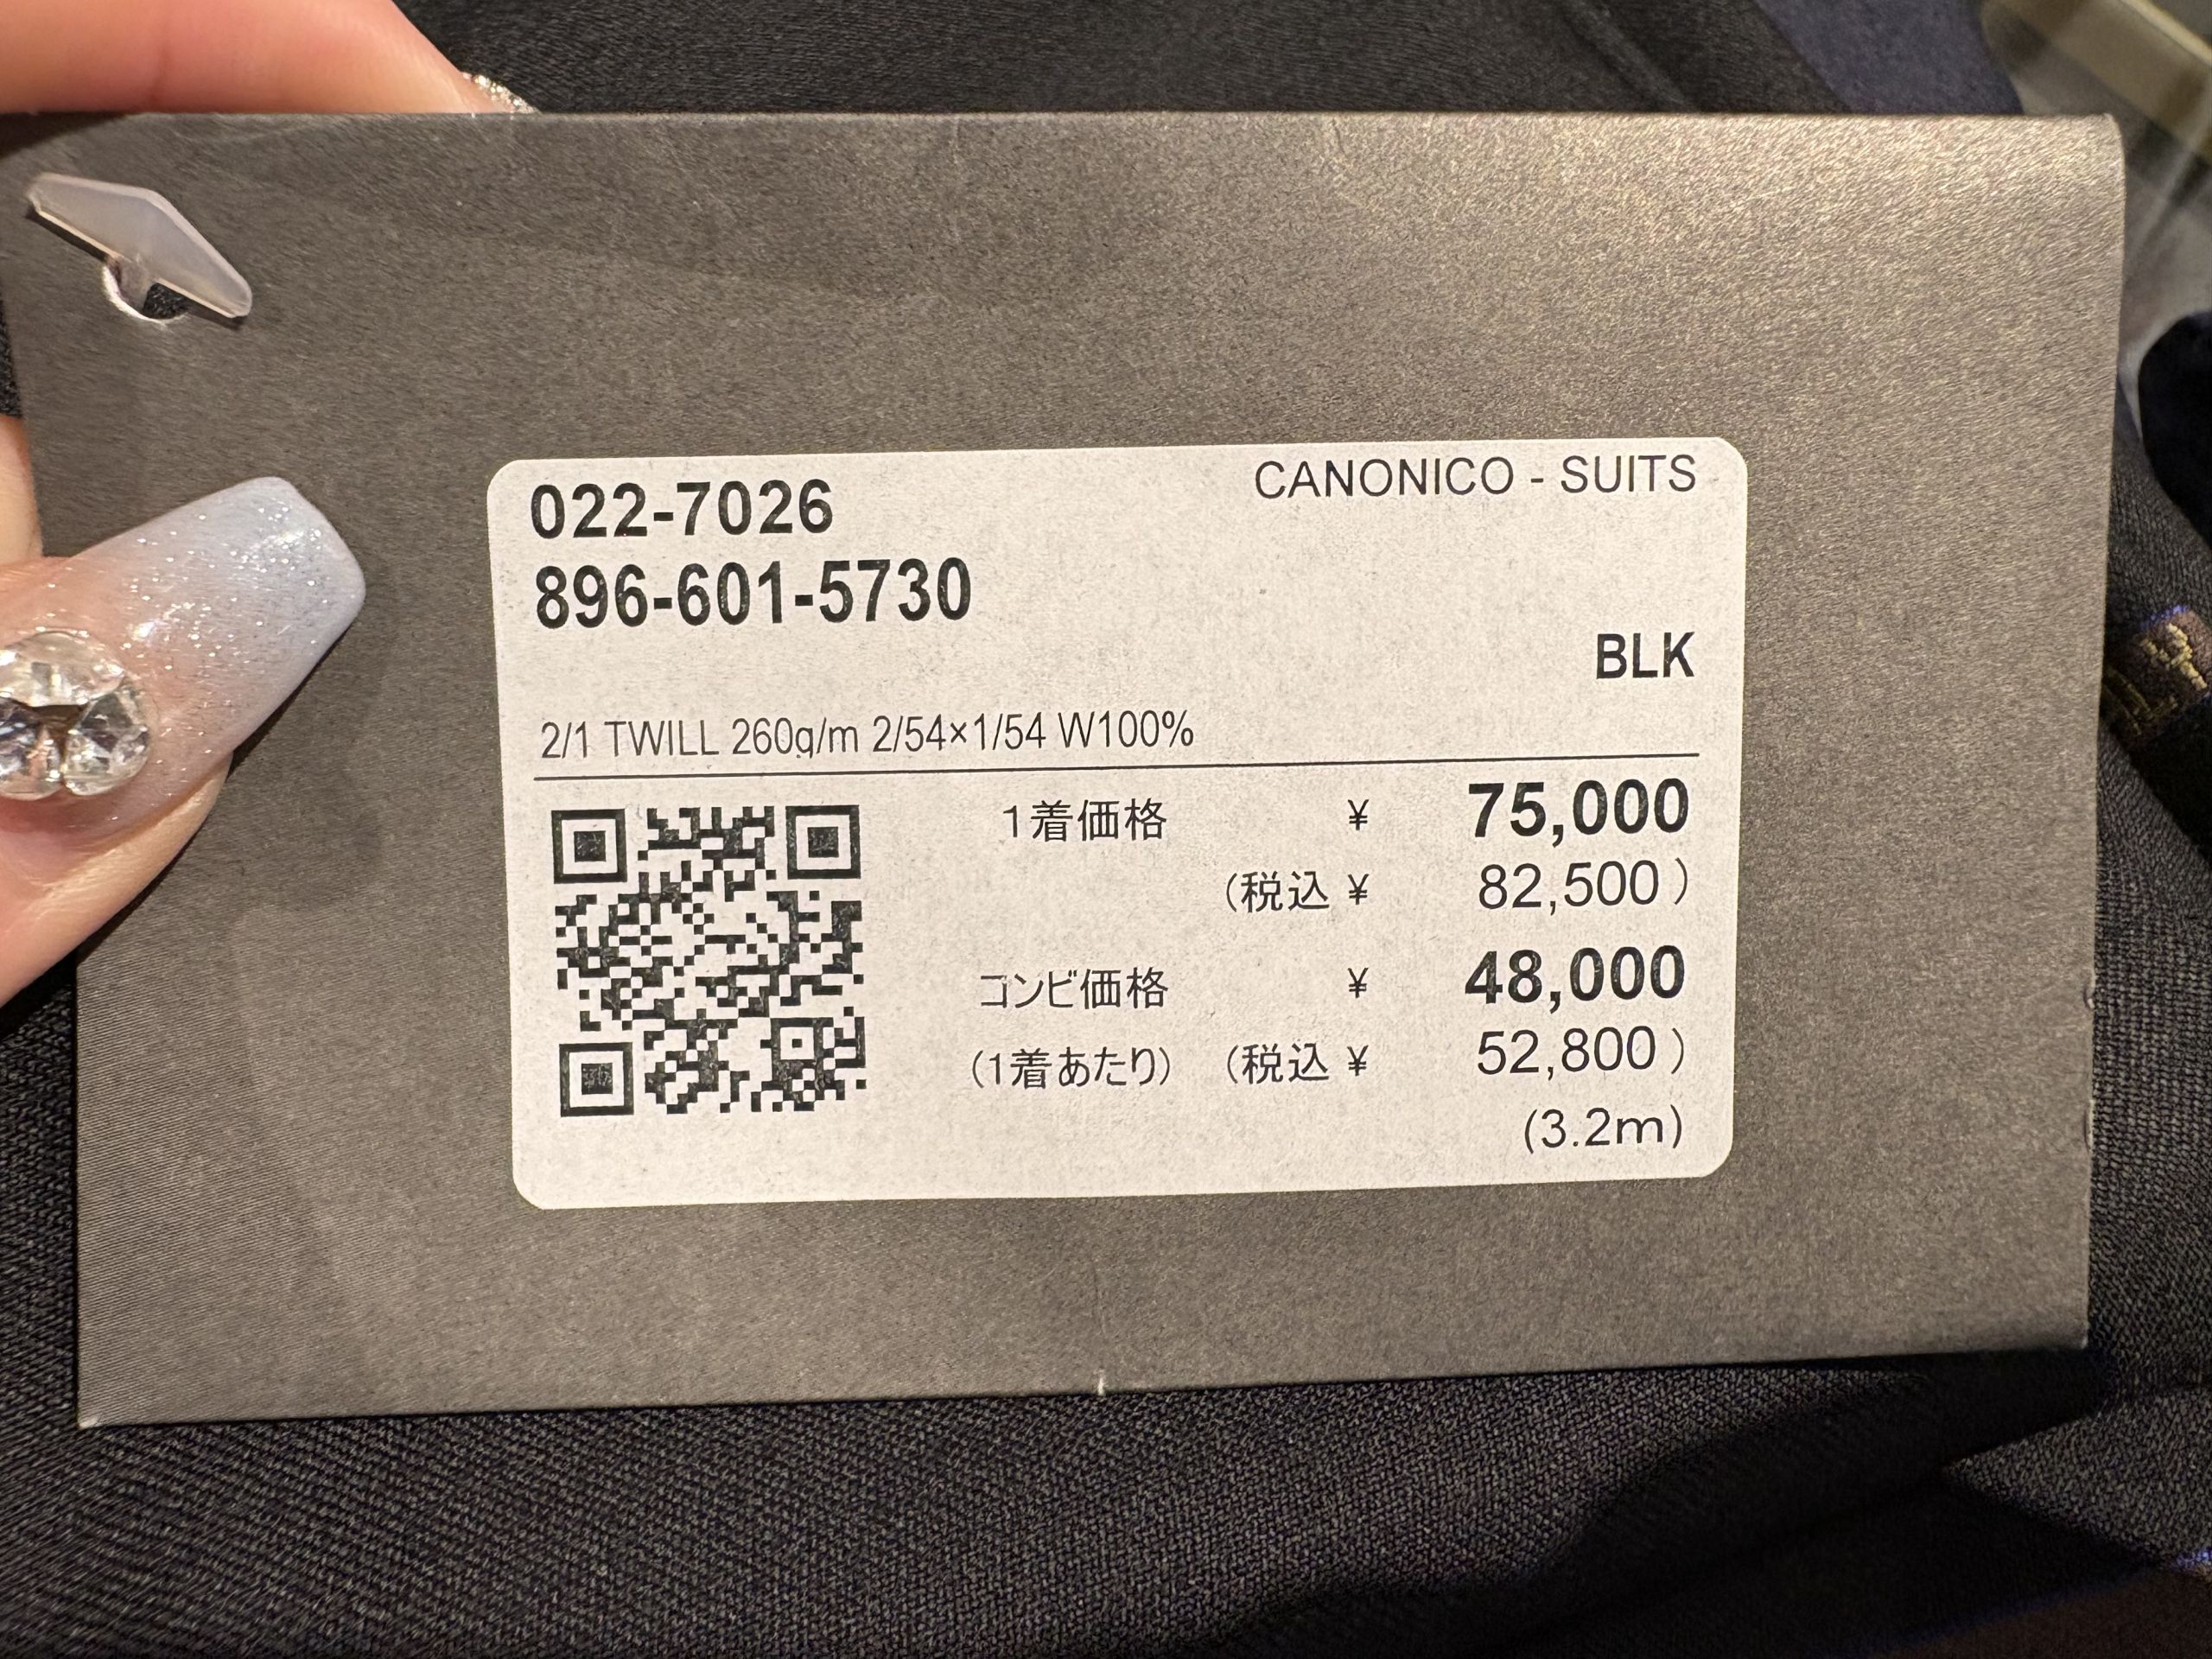 022-7026
CANONICO - SUITS
896-601-5730
BLK
2/1 TWILL 260g/m 2/54×1/54 W100%
1着価格 ¥ 75,000
(税込 ¥ 82,500)
コンビ価格 ¥ 48,000
(1着あたり) (税込 ¥ 52,800)
(3.2m)